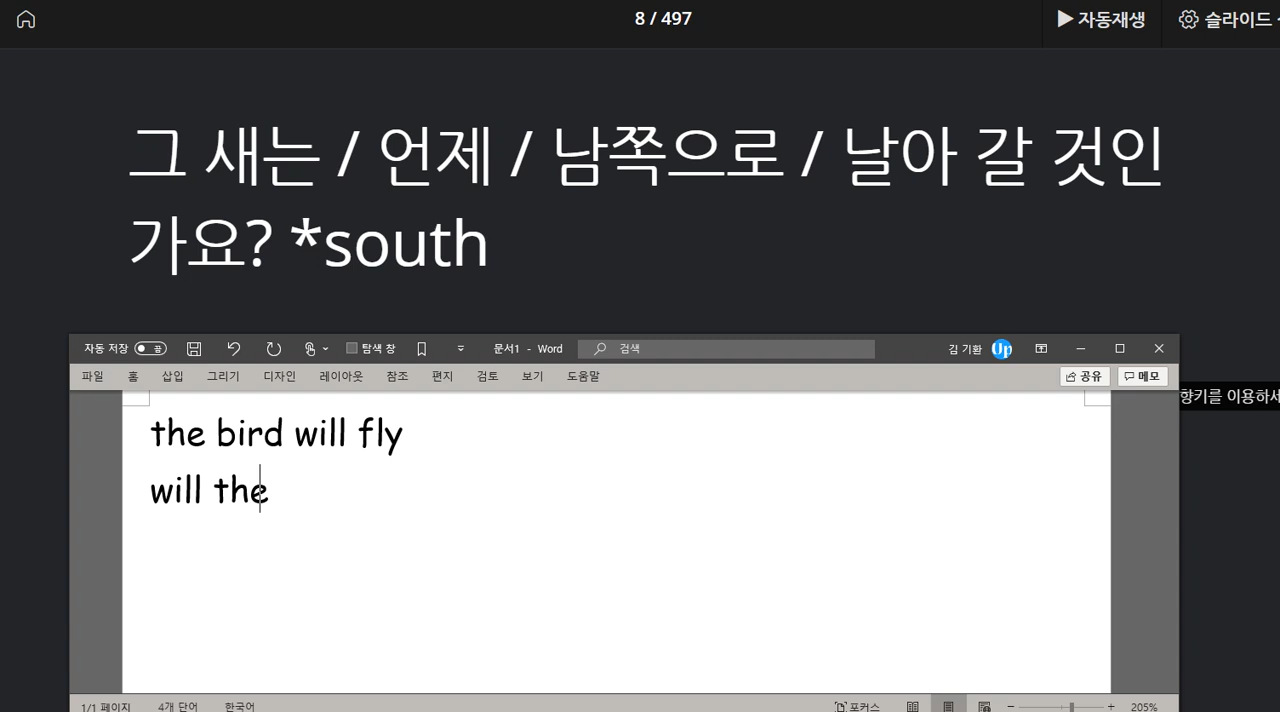 8 / 497
▶ 자동재생
슬라이드
그 새는 / 언제 / 남쪽으로 / 날아 갈 것인
가요? *south
자동 저장 끔 탐색 창 문서1 - Word 검색 김 기환 Up
파일 홈 삽입 그리기 디자인 레이아웃 참조 편지 검토 보기 도움말 공유 메모
향키를 이용하세
the bird will fly
will the
1/1 페이지 4개 단어 한국어 포커스 205%